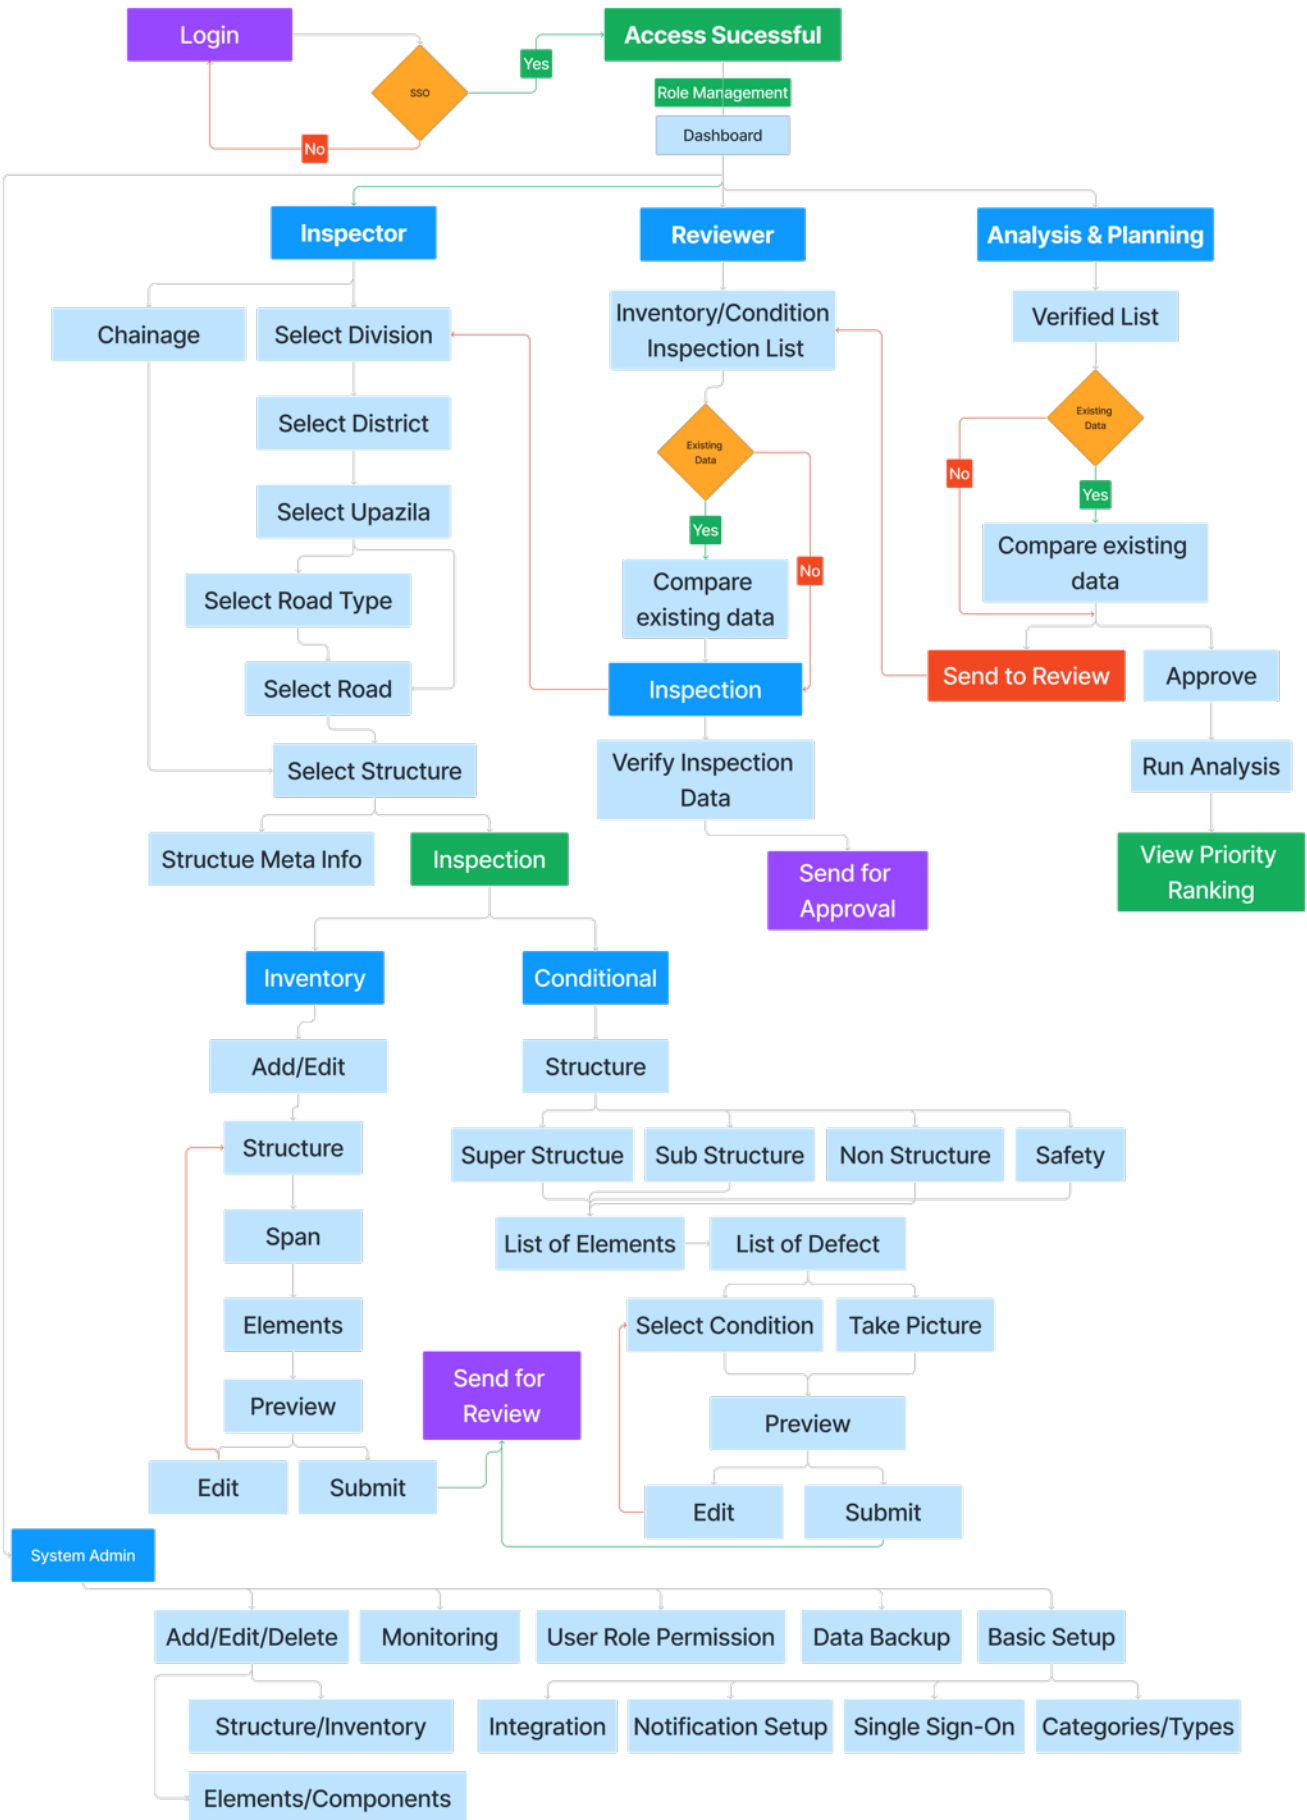 Login
Access Sucessful
Yes
SSO
Role Management
Dashboard
No
Inspector
Reviewer
Analysis & Planning
Chainage
Select Division
Inventory/Condition
Inspection List
Verified List
Select District
Existing
Data
Existing
Data
No
Select Upazila
Yes
Yes
Compare existing
data
Select Road Type
Compare
existing data
No
Select Road
Inspection
Send to Review
Approve
Select Structure
Verify Inspection
Data
Run Analysis
Structue Meta Info
Inspection
Send for
Approval
View Priority
Ranking
Inventory
Conditional
Add/Edit
Structure
Structure
Super Structue
Sub Structure
Non Structure
Safety
Span
List of Elements
List of Defect
Elements
Select Condition
Take Picture
Send for
Review
Preview
Preview
Edit
Submit
Edit
Submit
System Admin
Add/Edit/Delete
Monitoring
User Role Permission
Data Backup
Basic Setup
Structure/Inventory
Integration
Notification Setup
Single Sign-On
Categories/Types
Elements/Components